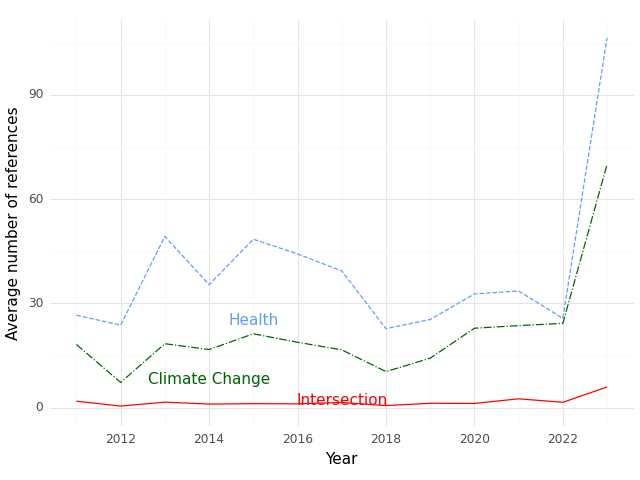 Average number of references
90
60
30
0
Health
Climate Change
Intersection
2012 2014 2016 2018 2020 2022
Year